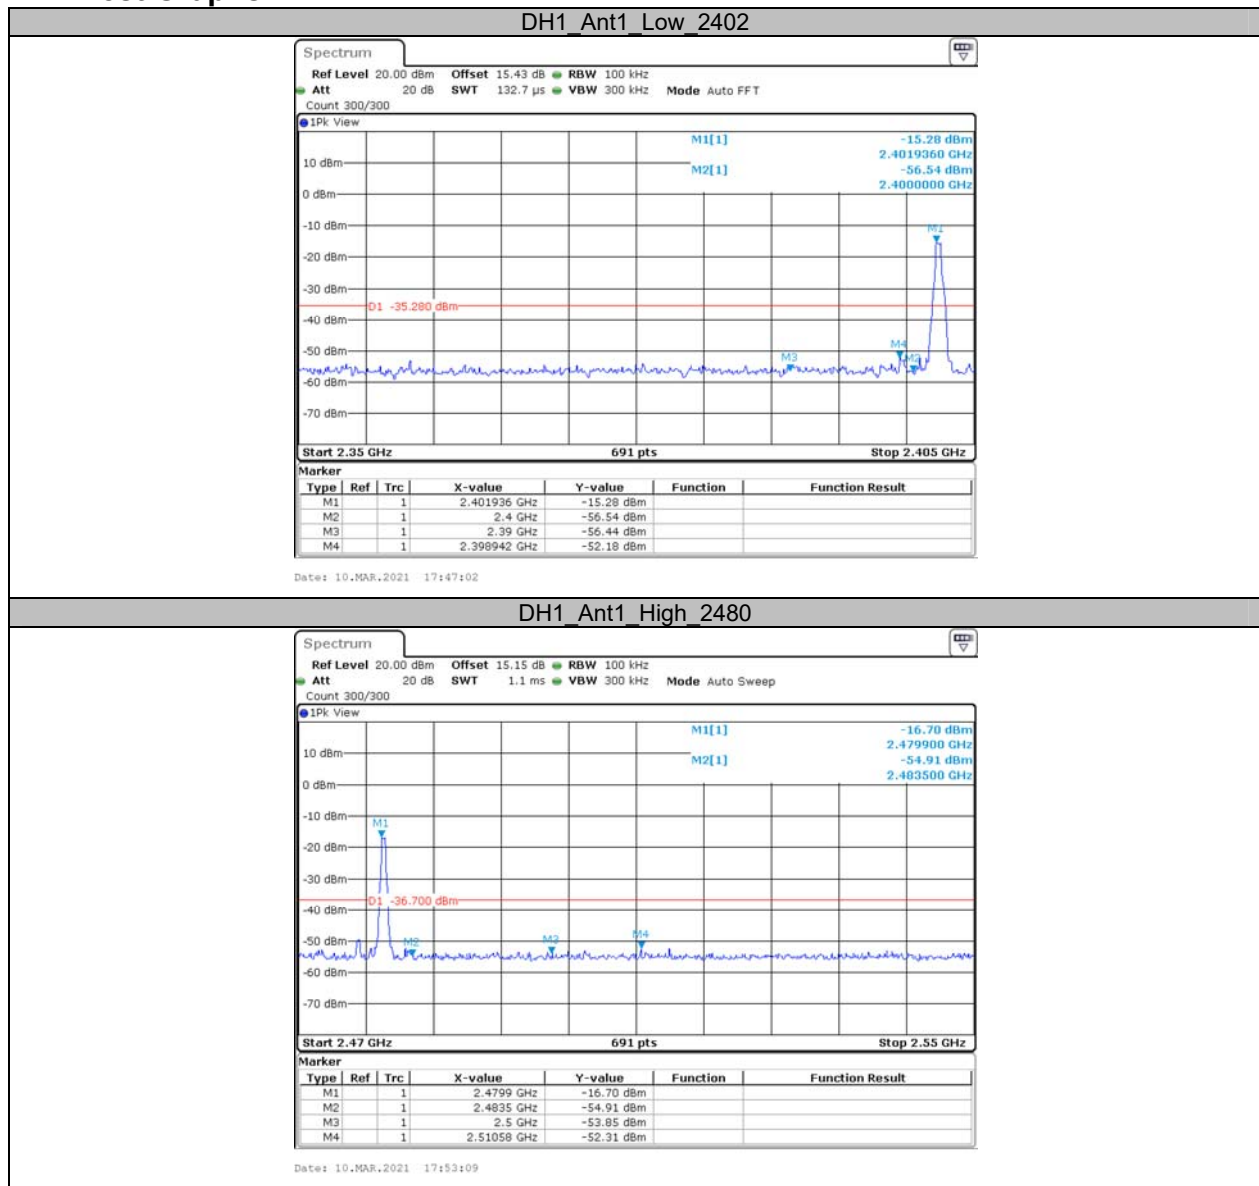 DH1_Ant1_Low_2402
Spectrum
Ref Level 20.00 dBm Offset 15.43 dB RBW 100 kHz
Att 20 dB SWT 132.7 µs VBW 300 kHz Mode Auto FFT
Count 300/300
1Pk View
M1[1] -15.28 dBm
2.4019360 GHz
10 dBm
M2[1] -56.54 dBm
2.4000000 GHz
0 dBm
-10 dBm
M1
-20 dBm
-30 dBm
D1 -35.280 dBm
-40 dBm
M4
-50 dBm
M3 M2
-60 dBm
-70 dBm
Start 2.35 GHz 691 pts Stop 2.405 GHz
Marker
Type Ref Trc X-value Y-value Function Function Result
M1 1 2.401936 GHz -15.28 dBm
M2 1 2.4 GHz -56.54 dBm
M3 1 2.39 GHz -56.44 dBm
M4 1 2.398942 GHz -52.18 dBm
Date: 10.MAR.2021 17:47:02
DH1_Ant1_High_2480
Spectrum
Ref Level 20.00 dBm Offset 15.15 dB RBW 100 kHz
Att 20 dB SWT 1.1 ms VBW 300 kHz Mode Auto Sweep
Count 300/300
1Pk View
M1[1] -16.70 dBm
2.479900 GHz
10 dBm
M2[1] -54.91 dBm
2.483500 GHz
0 dBm
-10 dBm
M1
-20 dBm
-30 dBm
D1 -36.700 dBm
-40 dBm
M4
-50 dBm
M2 M3
-60 dBm
-70 dBm
Start 2.47 GHz 691 pts Stop 2.55 GHz
Marker
Type Ref Trc X-value Y-value Function Function Result
M1 1 2.4799 GHz -16.70 dBm
M2 1 2.4835 GHz -54.91 dBm
M3 1 2.5 GHz -53.85 dBm
M4 1 2.51058 GHz -52.31 dBm
Date: 10.MAR.2021 17:53:09